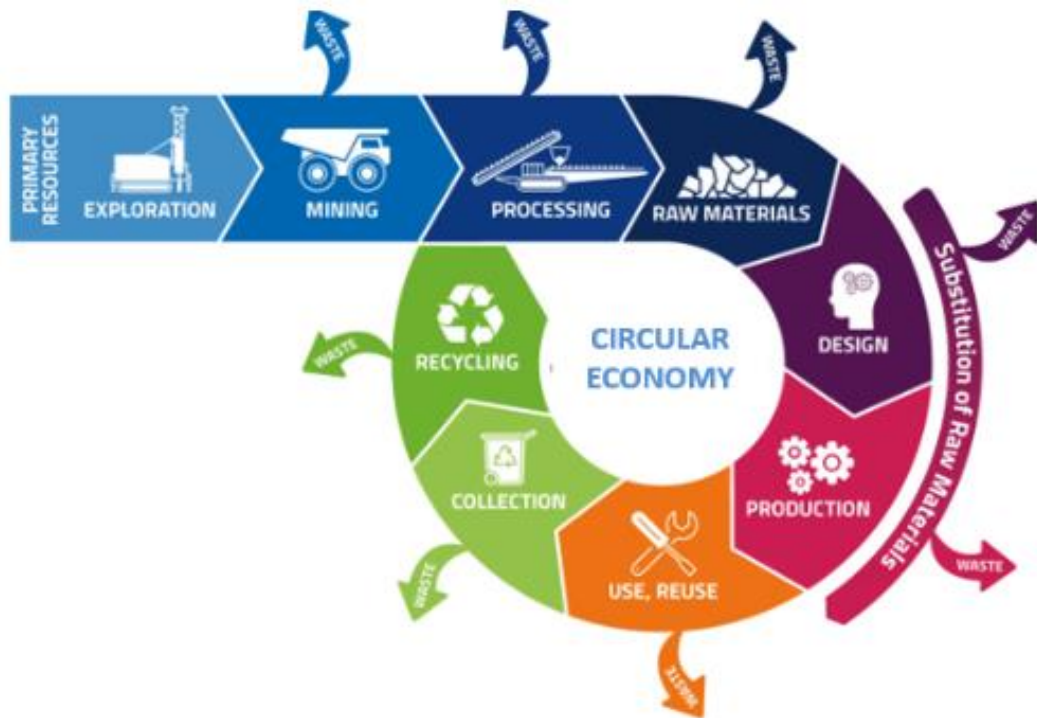 WASTE
WASTE
WASTE
PRIMARY
RESOURCES
EXPLORATION
MINING
PROCESSING
RAW MATERIALS
WASTE
Substitution of Raw Materials
DESIGN
CIRCULAR
ECONOMY
RECYCLING
WASTE
COLLECTION
PRODUCTION
WASTE
USE, REUSE
WASTE
WASTE